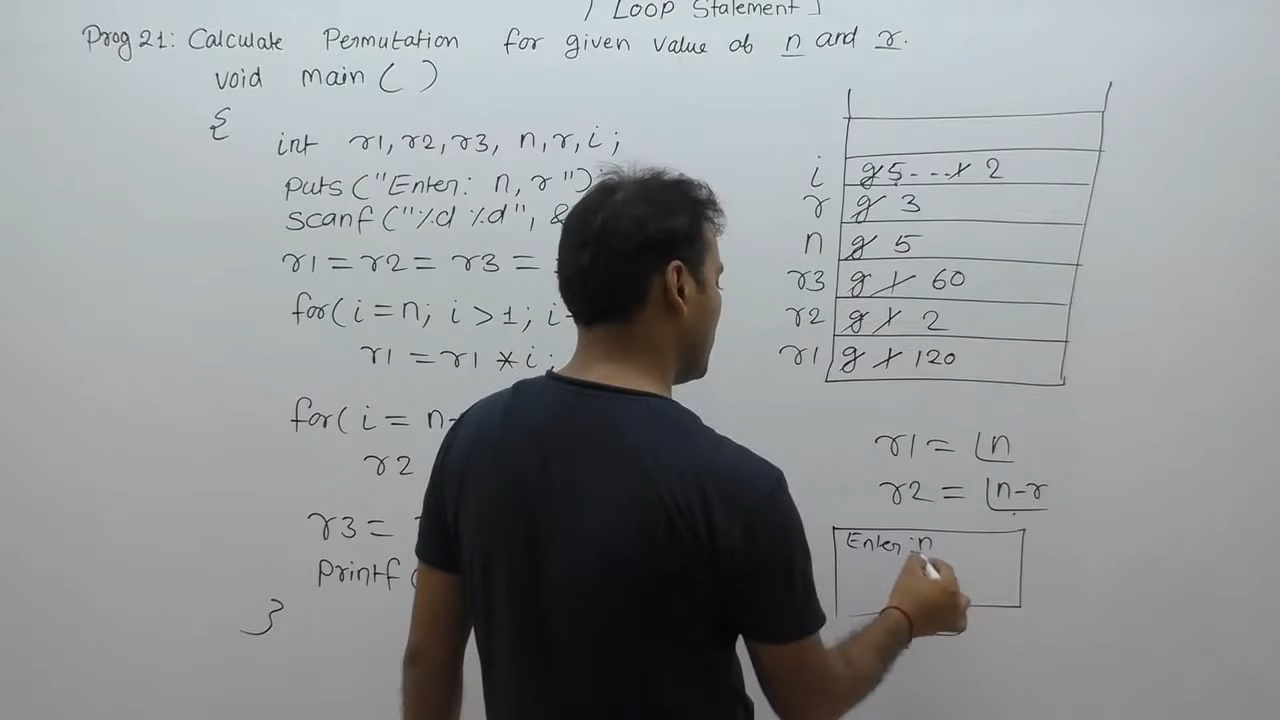 Loop Statement ]
Prog 21: Calculate Permutation for given value of n and r.
void main( )
{
int r1, r2, r3, n, r, i ;
puts ("Enter: n, r");
scanf ("%d %d", &
r1 = r2 = r3 =
for( i = n; i > 1; i-
r1 = r1 * i ;
for( i = n-
r2
r3 =
Printf (
}
i g 5 - - - 1 2
r g 3
n g 5
r3 g 1 60
r2 g 1 2
r1 g 1 120
r1 = ⌊n
r2 = ⌊n-r
Enter: n